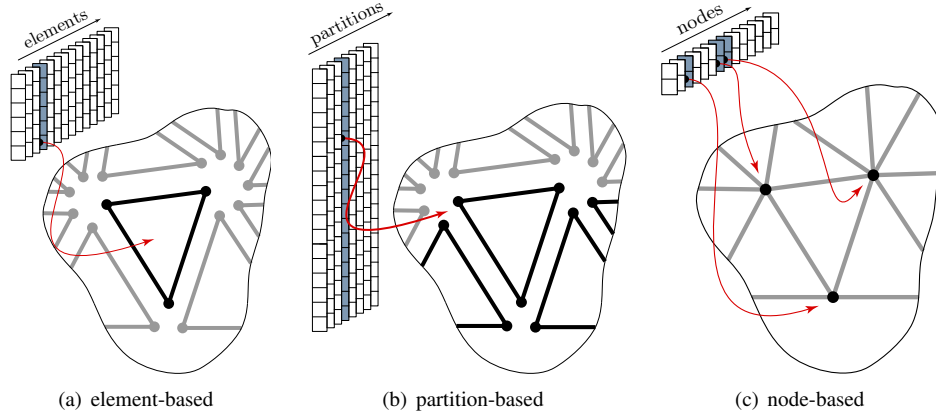 elements
partitions
nodes
(a) element-based
(b) partition-based
(c) node-based